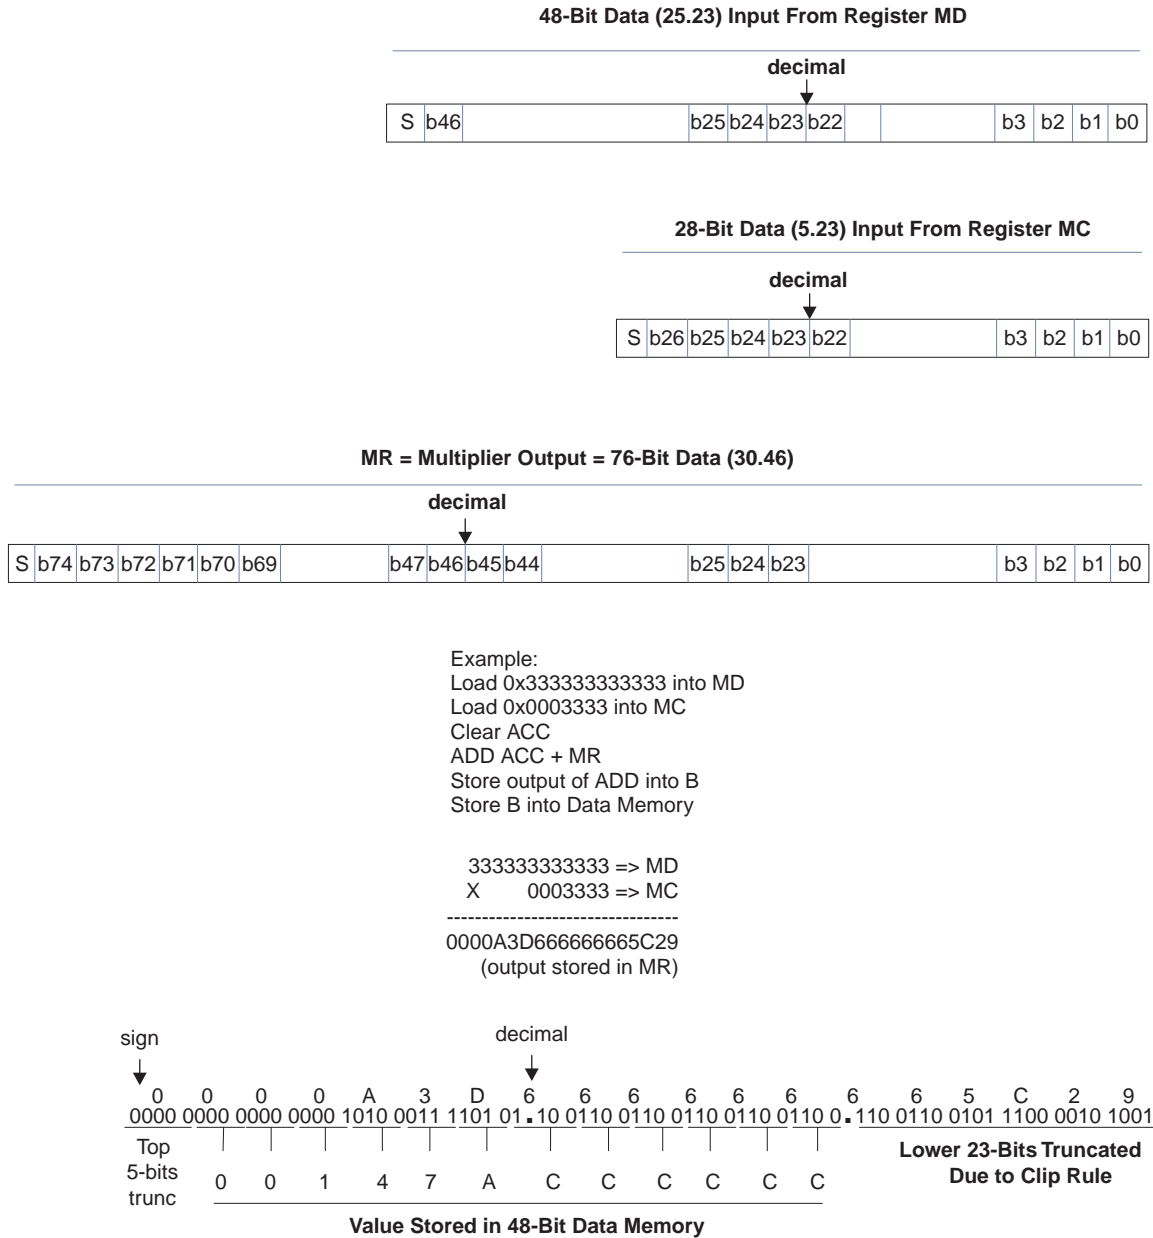 48-Bit Data (25.23) Input From Register MD
decimal
S b46 b25 b24 b23 b22 b3 b2 b1 b0
28-Bit Data (5.23) Input From Register MC
decimal
S b26 b25 b24 b23 b22 b3 b2 b1 b0
MR = Multiplier Output = 76-Bit Data (30.46)
decimal
S b74 b73 b72 b71 b70 b69 b47 b46 b45 b44 b25 b24 b23 b3 b2 b1 b0
Example:
Load 0x333333333333 into MD
Load 0x0003333 into MC
Clear ACC
ADD ACC + MR
Store output of ADD into B
Store B into Data Memory
333333333333 => MD
X 0003333 => MC
---------------------------------
0000A3D666666665C29
(output stored in MR)
sign decimal
0 0 0 0 A 3 D 6 6 6 6 6 6 6 6 5 C 2 9
0000 0000 0000 0000 1010 0011 1101 01.10 0110 0110 0110 0110 0110 0.110 0110 0101 1100 0010 1001
Top
5-bits
trunc
0 0 1 4 7 A C C C C C C
Lower 23-Bits Truncated
Due to Clip Rule
Value Stored in 48-Bit Data Memory